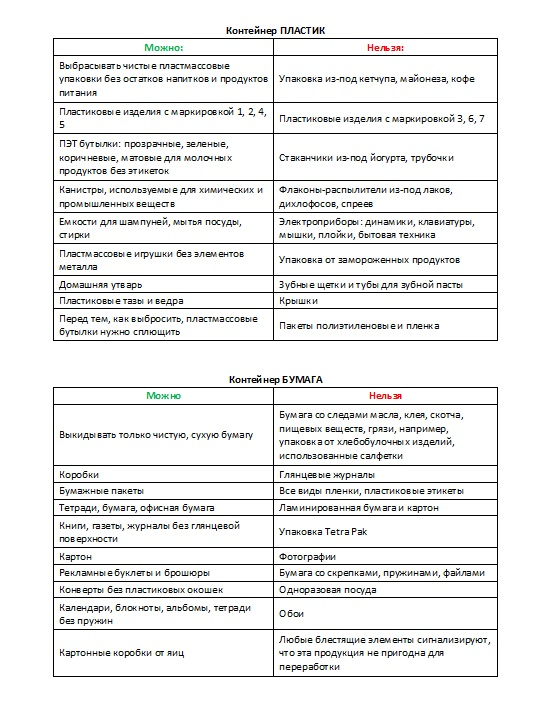 Контейнер ПЛАСТИК
Можно:
Нельзя:
Выбрасывать чистые пластмассовые
упаковки без остатков напитков и продуктов
питания
Упаковка из-под кетчупа, майонеза, кофе
Пластиковые изделия с маркировкой 1, 2, 4,
5
Пластиковые изделия с маркировкой 3, 6, 7
ПЭТ бутылки: прозрачные, зеленые,
коричневые, матовые для молочных
продуктов без этикеток
Стаканчики из-под йогурта, трубочки
Канистры, используемые для химических и
промышленных веществ
Флаконы-распылители из-под лаков,
дихлофосов, спреев
Емкости для шампуней, мытья посуды,
стирки
Электроприборы: динамики, клавиатуры,
мышки, плойки, бытовая техника
Пластмассовые игрушки без элементов
металла
Упаковка от замороженных продуктов
Домашняя утварь
Зубные щетки и тубы для зубной пасты
Пластиковые тазы и ведра
Крышки
Перед тем, как выбросить, пластмассовые
бутылки нужно сплющить
Пакеты полиэтиленовые и пленка
Контейнер БУМАГА
Можно
Нельзя
Выкидывать только чистую, сухую бумагу
Бумага со следами масла, клея, скотча,
пищевых веществ, грязи, например,
упаковка от хлебобулочных изделий,
использованные салфетки
Коробки
Глянцевые журналы
Бумажные пакеты
Все виды пленки, пластиковые этикеты
Тетради, бумага, офисная бумага
Ламинированная бумага и картон
Книги, газеты, журналы без глянцевой
поверхности
Упаковка Tetra Pak
Картон
Фотографии
Рекламные буклеты и брошюры
Бумага со скрепками, пружинами, файлами
Конверты без пластиковых окошек
Одноразовая посуда
Календари, блокноты, альбомы, тетради
без пружин
Обои
Картонные коробки от яиц
Любые блестящие элементы сигнализируют,
что эта продукция не пригодна для
переработки